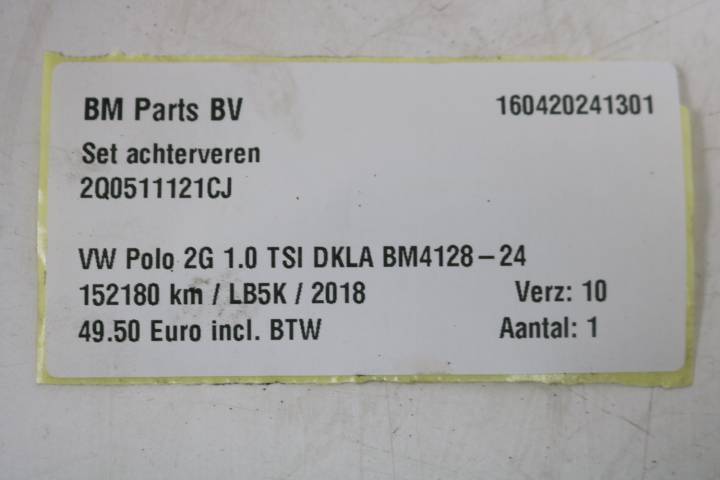 BM Parts BV 160420241301
Set achterveren
2Q0511121CJ
VW Polo 2G 1.0 TSI DKLA BM4128-24
152180 km / LB5K / 2018 Verz: 10
49.50 Euro incl. BTW Aantal: 1